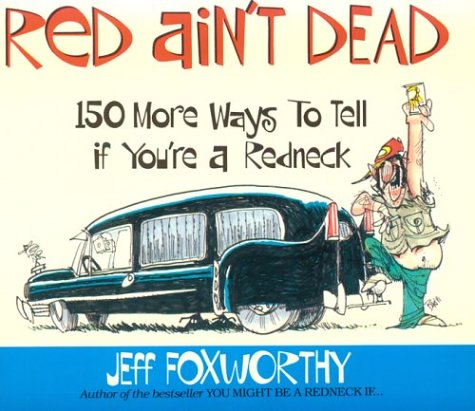 RED AIN'T DEAD
150 More Ways To Tell
if You're a Redneck
JEFF FOXWORTHY
Author of the bestseller YOU MIGHT BE A REDNECK IF...